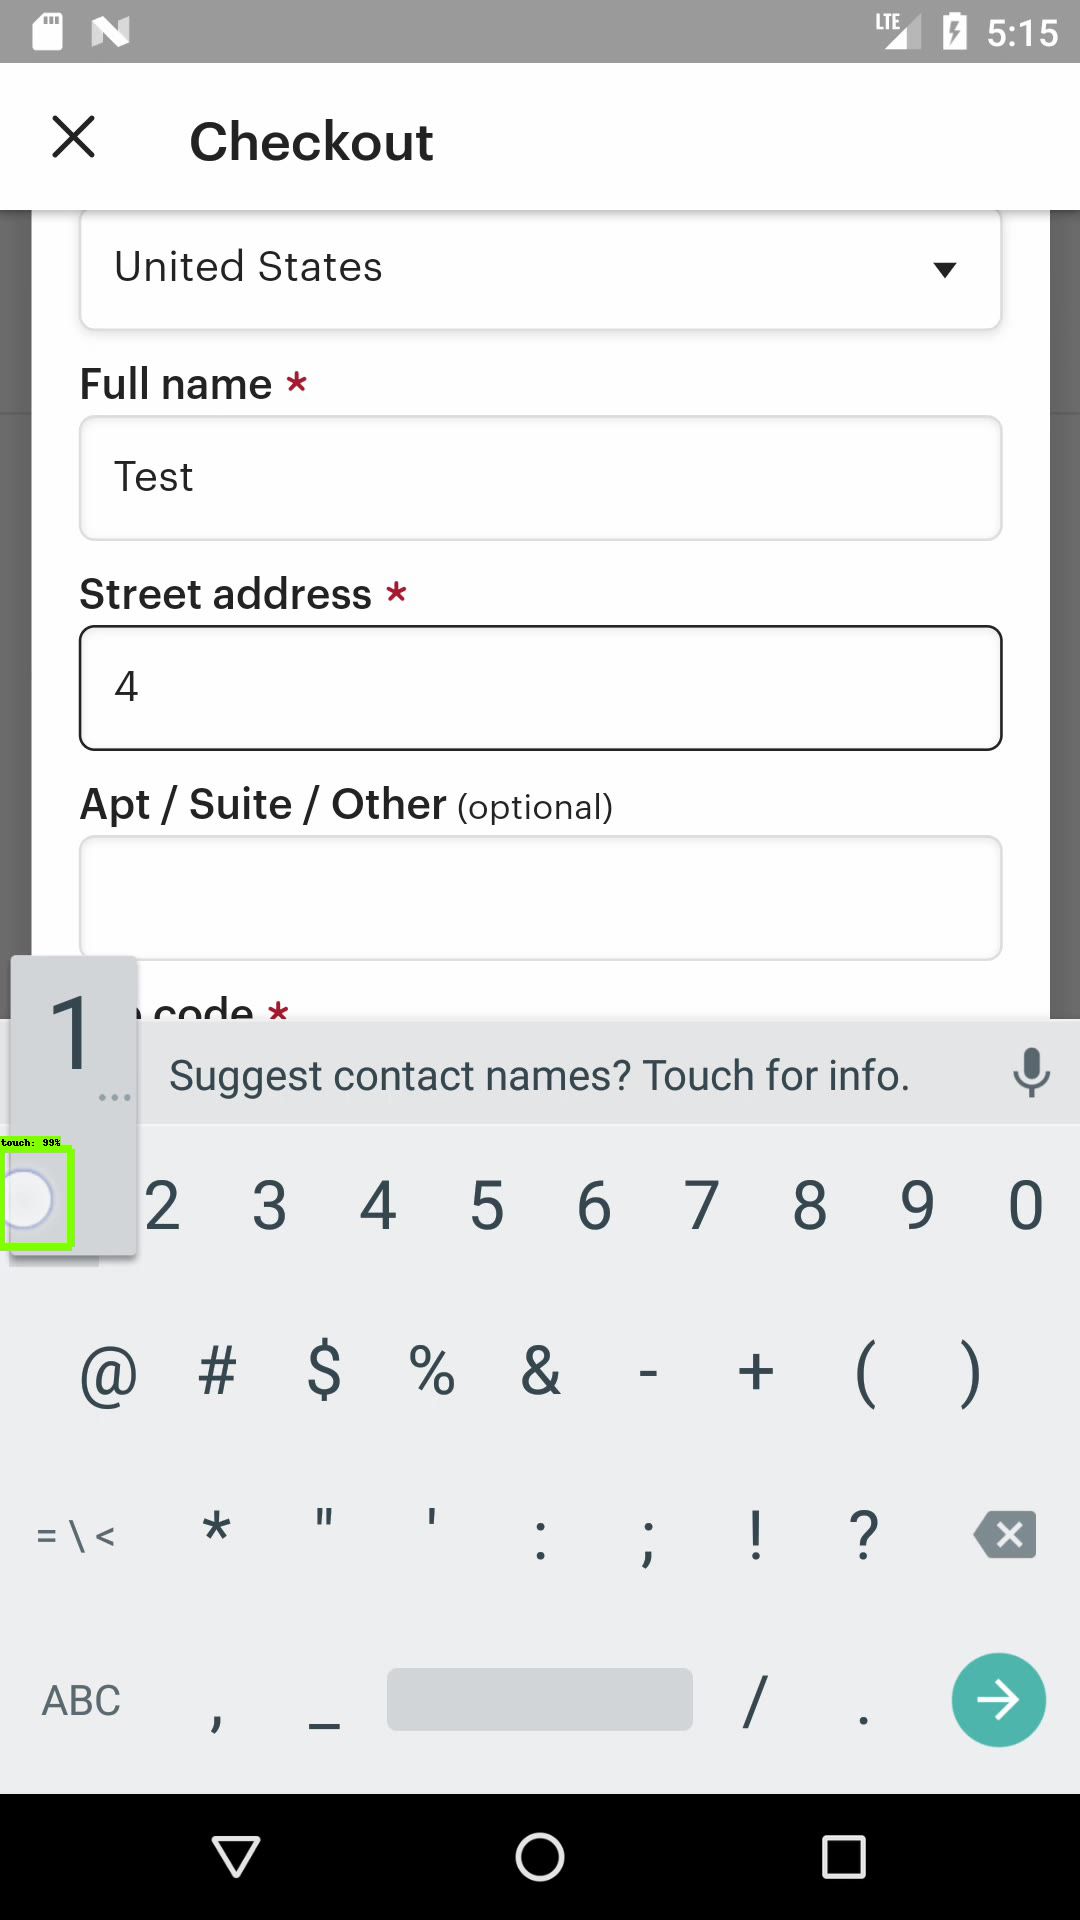 LTE 5:15
Checkout
United States
Full name *
Test
Street address *
4
Apt / Suite / Other (optional)
code *
1
...
Suggest contact names? Touch for info.
touch: 99%
2 3 4 5 6 7 8 9 0
@ # $ % & - + ( )
= \ < * " ' : ; ! ?
ABC , _ / .